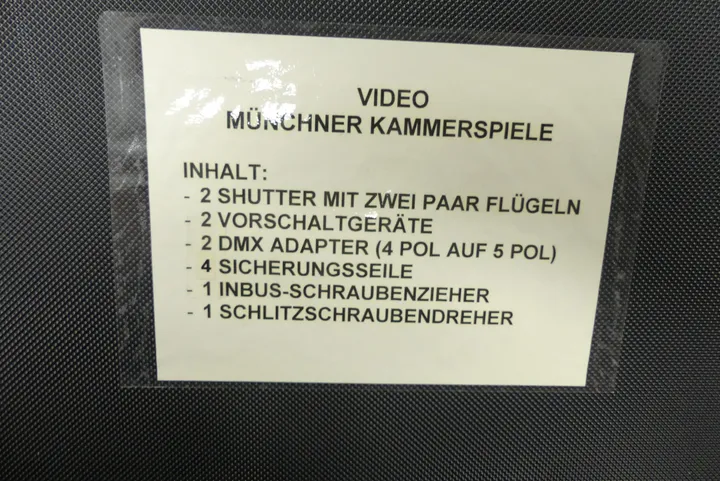 VIDEO
MÜNCHNER KAMMERSPIELE
INHALT:
- 2 SHUTTER MIT ZWEI PAAR FLÜGELN
- 2 VORSCHALTGERÄTE
- 2 DMX ADAPTER (4 POL AUF 5 POL)
- 4 SICHERUNGSSEILE
- 1 INBUS-SCHRAUBENZIEHER
- 1 SCHLITZSCHRAUBENDREHER